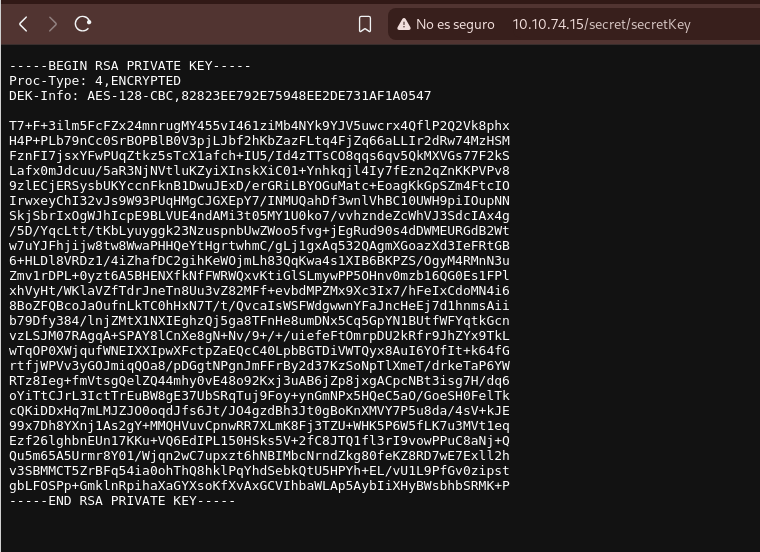 No es seguro 10.10.74.15/secret/secretKey
-----BEGIN RSA PRIVATE KEY-----
Proc-Type: 4,ENCRYPTED
DEK-Info: AES-128-CBC,82823EE792E75948EE2DE731AF1A0547

T7+F+3ilm5FcFZx24mnrugMY455vI461ziMb4NYk9YJV5uwcrx4QflP2Q2Vk8phx
H4P+PLb79nCc0SrBOPBlB0V3pjLJbf2hKbZazFLtq4FjZq66aLLIr2dRw74MzHSM
FznFI7jsxYFwPUqZtkz5sTcX1afch+IU5/Id4zTTsCO8qqs6qv5QkMXVGs77F2kS
Lafx0mJdcuu/5aR3NjNVtluKZyiXInskXiC01+Ynhkqjl4Iy7fEzn2qZnKKPVPv8
9zlECjERSysbUKYccnFknB1DwuJExD/erGRiLBYOGuMatc+EoagKkGpSZm4FtcIO
IrwxeyChI32vJs9W93PUqHMgCJGXEpY7/INMUQahDf3wnlVhBC10UWH9piIOupNN
SkjSbrIxOgWJhIcpE9BLVUE4ndAMi3t05MY1U0ko7/vvhzndeZcWhVJ3SdcIAx4g
/5D/YqcLtt/tKbLyuyggk23NzuspnbUwZWoo5fvg+jEgRud90s4dDWMEURGdB2Wt
w7uYJFhjijw8tw8WwaPHHQeYtHgrtwhmC/gLj1gxAq532QAgmXGoazXd3IeFRtGB
6+HLDl8VRDz1/4iZhafDC2gihKeWOjmLh83QqKwa4s1XIB6BKPZS/OgyM4RMnN3u
Zmv1rDPL+0yzt6A5BHENXfkNfFWRWQxvKtiGlSLmywPP5OHnv0mzb16QG0Es1FPl
xhVyHt/WKlaVZfTdrJneTn8Uu3vZ82MFf+evbdMPZMx9Xc3Ix7/hFeIxCdoMN4i6
8BoZFQBcoJaOufnLkTC0hHxN7T/t/QvcaIsWSFWdgwwnYFaJncHeEj7d1hnmsAii
b79Dfy384/lnjZMtX1NXIEghzQj5ga8TFnHe8umDNx5Cq5GpYN1BUtfWFYqtkGcn
vzLSJM07RAgqA+SPAY8lCnXe8gN+Nv/9+/+/uiefeFtOmrpDU2kRfr9JhZYx9TkL
wTqOP0XWjqufWNEIXXIpwXFctpZaEQcC40LpbBGTDiVWTQyx8AuI6YOfIt+k64fG
rtfjWPVv3yGOJmiqQOa8/pDGgtNPgnJmFFrBy2d37KzSoNpTlXmeT/drkeTaP6YW
RTz8Ieg+fmVtsgQelZQ44mhy0vE48o92Kxj3uAB6jZp8jxgACpcNBt3isg7H/dq6
oYiTtCJrL3IctTrEuBW8gE37UbSRqTuj9Foy+ynGmNPx5HQeC5aO/GoeSH0FelTk
cQKiDDxHq7mLMJZJO0oqdJfs6Jt/JO4gzdBh3Jt0gBoKnXMVY7P5u8da/4sV+kJE
99x7Dh8YXnj1As2gY+MMQHVuvCpnwRR7XLmK8Fj3TZU+WHK5P6W5fLK7u3MVt1eq
Ezf26lghbnEUn17KKu+VQ6EdIPL150HSks5V+2fC8JTQ1fl3rI9vowPPuC8aNj+Q
Qu5m65A5Urmr8Y01/Wjqn2wC7upxzt6hNBIMbcNrndZkg80feKZ8RD7wE7Exll2h
v3SBMMCT5ZrBFq54ia0ohThQ8hklPqYhdSebkQtU5HPYh+EL/vU1L9PfGv0zipst
gbLFOSPp+GmklnRpihaXaGYXsoKfXvAxGCVIhbaWLAp5AybIiXHyBWsbhbSRMK+P
-----END RSA PRIVATE KEY-----